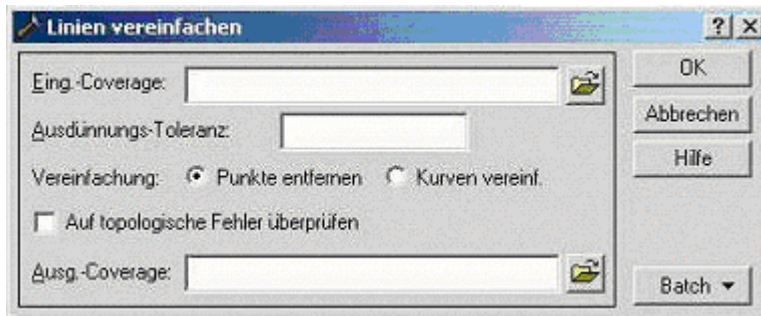 Linien vereinfachen
Eing.-Coverage:
OK
Ausdünnungs-Toleranz:
Abbrechen
Vereinfachung: Punkte entfernen Kurven vereinf.
Hilfe
Auf topologische Fehler überprüfen
Ausg.-Coverage:
Batch